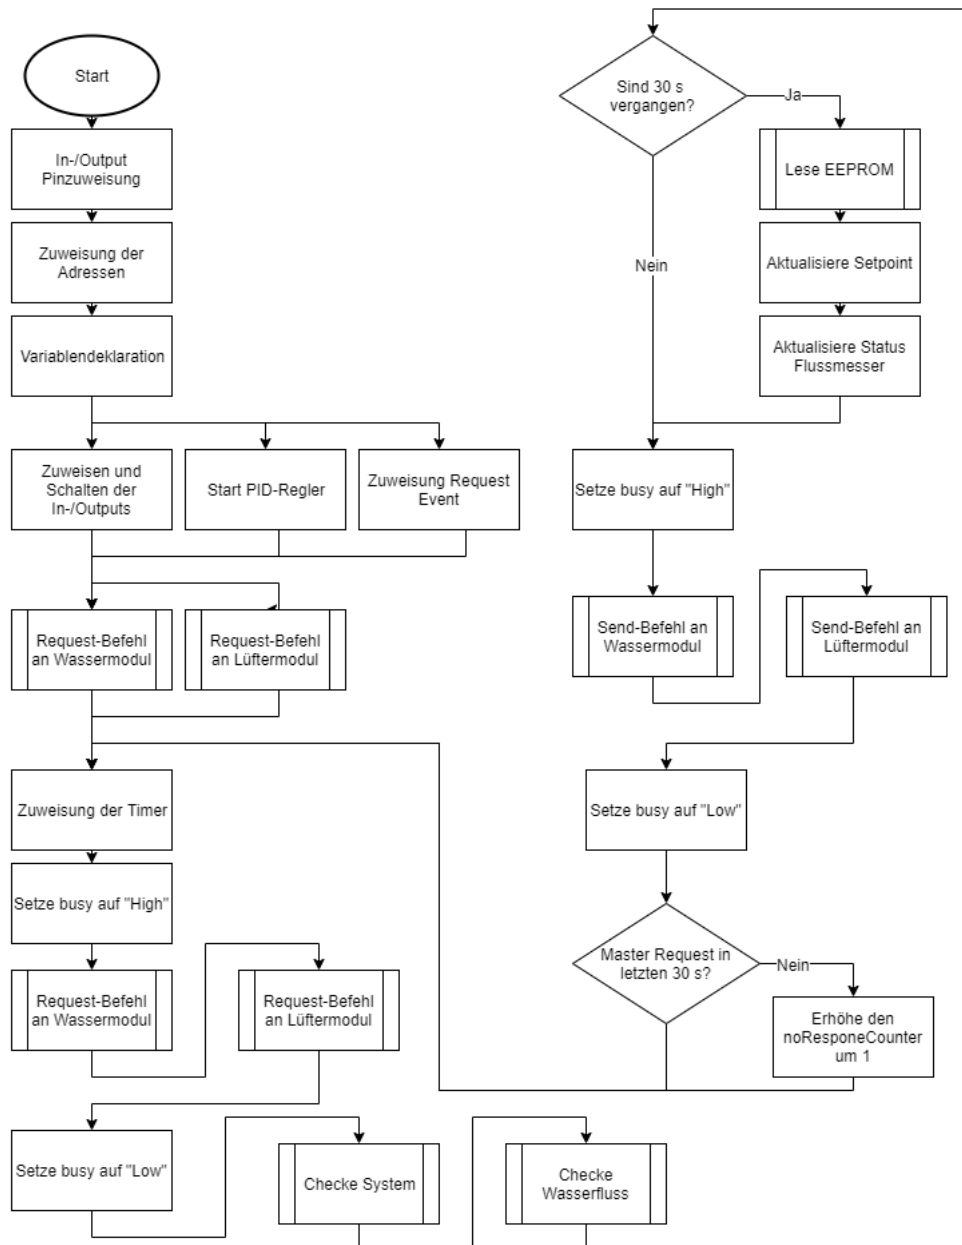 Start
In-/Output
Pinzuweisung
Zuweisung der
Adressen
Variablendeklaration
Zuweisen und
Schalten der
In-/Outputs
Start PID-Regler
Zuweisung Request
Event
Request-Befehl
an Wassermodul
Request-Befehl
an Lüftermodul
Zuweisung der Timer
Setze busy auf "High"
Request-Befehl
an Wassermodul
Request-Befehl
an Lüftermodul
Setze busy auf "Low"
Checke System
Checke
Wasserfluss
Sind 30 s
vergangen?
Ja
Lese EEPROM
Aktualisiere Setpoint
Aktualisiere Status
Flussmesser
Nein
Setze busy auf "High"
Send-Befehl an
Wassermodul
Send-Befehl an
Lüftermodul
Setze busy auf "Low"
Master Request in
letzten 30 s?
Nein
Erhöhe den
noResponeCounter
um 1